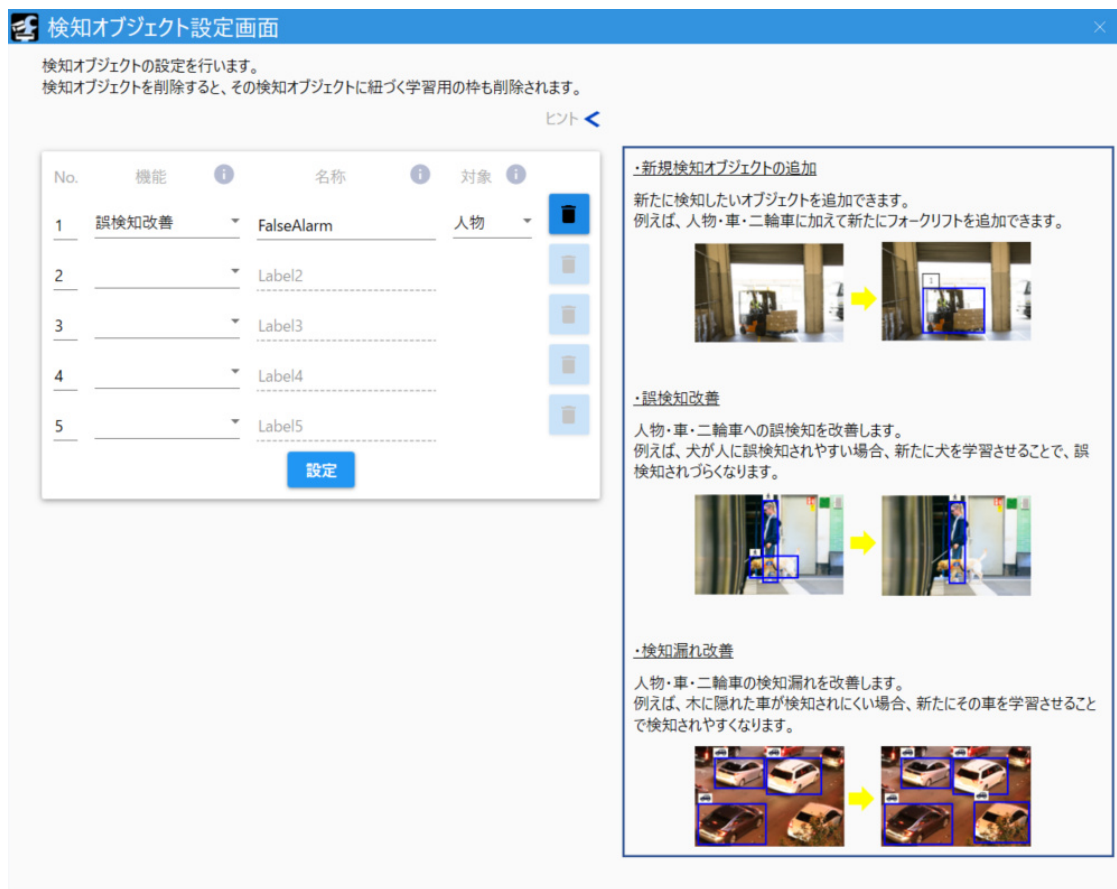 検知オブジェクト設定画面
検知オブジェクトの設定を行います。
検知オブジェクトを削除すると、その検知オブジェクトに紐づく学習用の枠も削除されます。
ヒント
No. 機能 名称 対象
1 誤検知改善 FalseAlarm 人物
2 Label2
3 Label3
4 Label4
5 Label5
設定
・新規検知オブジェクトの追加
新たに検知したいオブジェクトを追加できます。
例えば、人物・車・二輪車に加えて新たにフォークリフトを追加できます。
1
・誤検知改善
人物・車・二輪車への誤検知を改善します。
例えば、犬が人に誤検知されやすい場合、新たに犬を学習させることで、誤
検知されづらくなります。
・検知漏れ改善
人物・車・二輪車の検知漏れを改善します。
例えば、木に隠れた車が検知されにくい場合、新たにその車を学習させること
で検知されやすくなります。